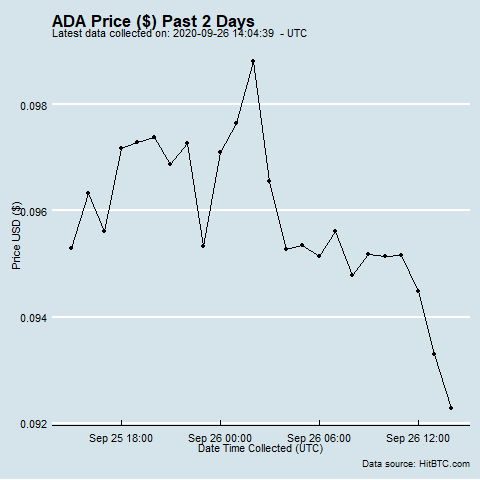 ADA Price ($) Past 2 Days
Latest data collected on: 2020-09-26 14:04:39  - UTC
Price USD ($)
0.098
0.096
0.094
0.092
Sep 25 18:00
Sep 26 00:00
Sep 26 06:00
Sep 26 12:00
Date Time Collected (UTC)
Data source: HitBTC.com